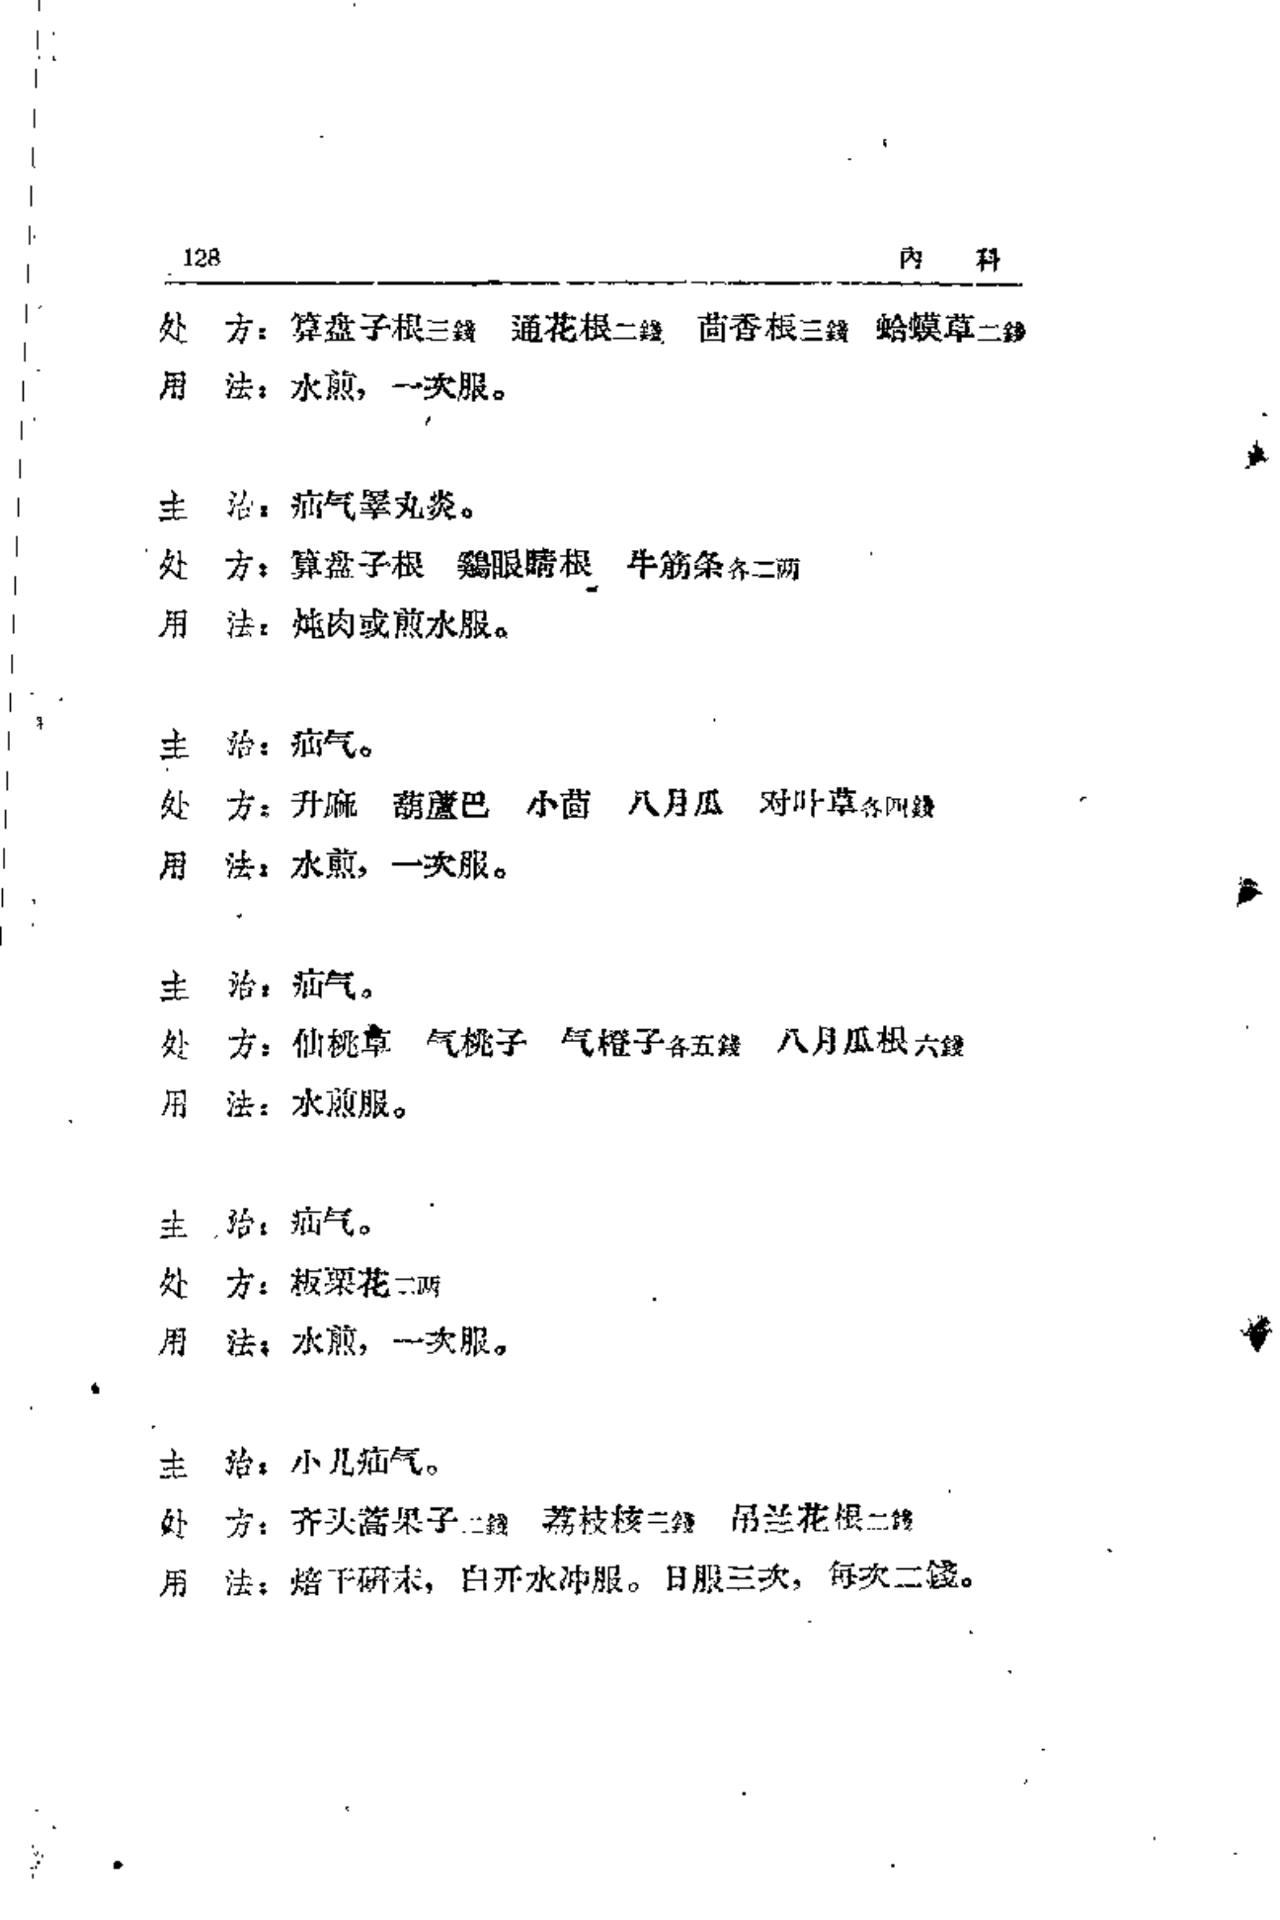 128 內 科
处 方：算盘子根三錢 通花根二錢 茴香根三錢 蛤蟆草二錢
用 法：水煎，一次服。
主 治：疝气睪丸炎。
处 方：算盘子根 鷄眼睛根 牛筋条各二两
用 法：炖肉或煎水服。
主 治：疝气。
处 方：升麻 葫蘆巴 小茴 八月瓜 对叶草各四錢
用 法：水煎，一次服。
主 治：疝气。
处 方：仙桃草 气桃子 气橙子各五錢 八月瓜根六錢
用 法：水煎服。
主 治：疝气。
处 方：板栗花二两
用 法：水煎，一次服。
主 治：小儿疝气。
处 方：齐头蒿果子二錢 荔枝核三錢 吊兰花根二錢
用 法：焙干研末，白开水冲服。日服三次，每次二錢。